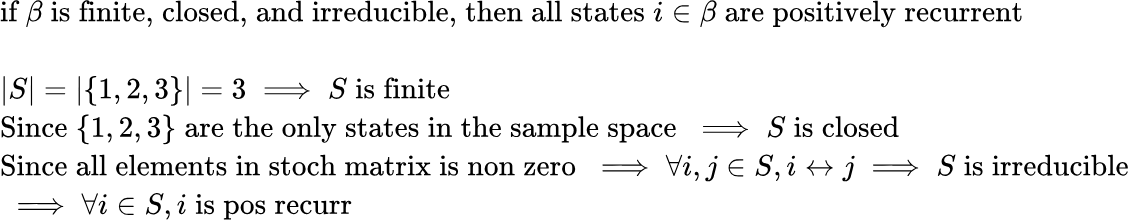 if β is finite, closed, and irreducible, then all states i ∈ β are positively recurrent
|S| = |{1, 2, 3}| = 3 ⟹ S is finite
Since {1, 2, 3} are the only states in the sample space ⟹ S is closed
Since all elements in stoch matrix is non zero ⟹ ∀i, j ∈ S, i ↔ j ⟹ S is irreducible
⟹ ∀i ∈ S, i is pos recurr